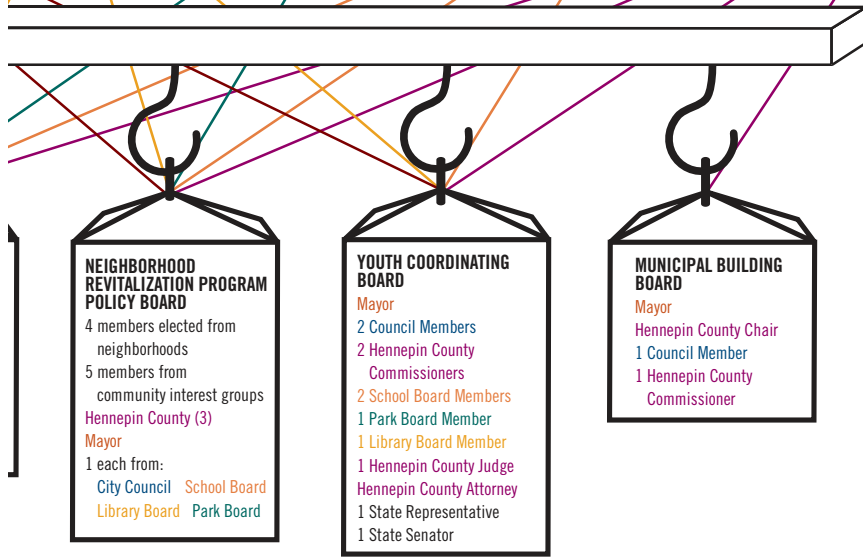 NEIGHBORHOOD
REVITALIZATION PROGRAM
POLICY BOARD
4 members elected from
neighborhoods
5 members from
community interest groups
Hennepin County (3)
Mayor
1 each from:
City Council School Board
Library Board Park Board
YOUTH COORDINATING
BOARD
Mayor
2 Council Members
2 Hennepin County
Commissioners
2 School Board Members
1 Park Board Member
1 Library Board Member
1 Hennepin County Judge
Hennepin County Attorney
1 State Representative
1 State Senator
MUNICIPAL BUILDING
BOARD
Mayor
Hennepin County Chair
1 Council Member
1 Hennepin County
Commissioner